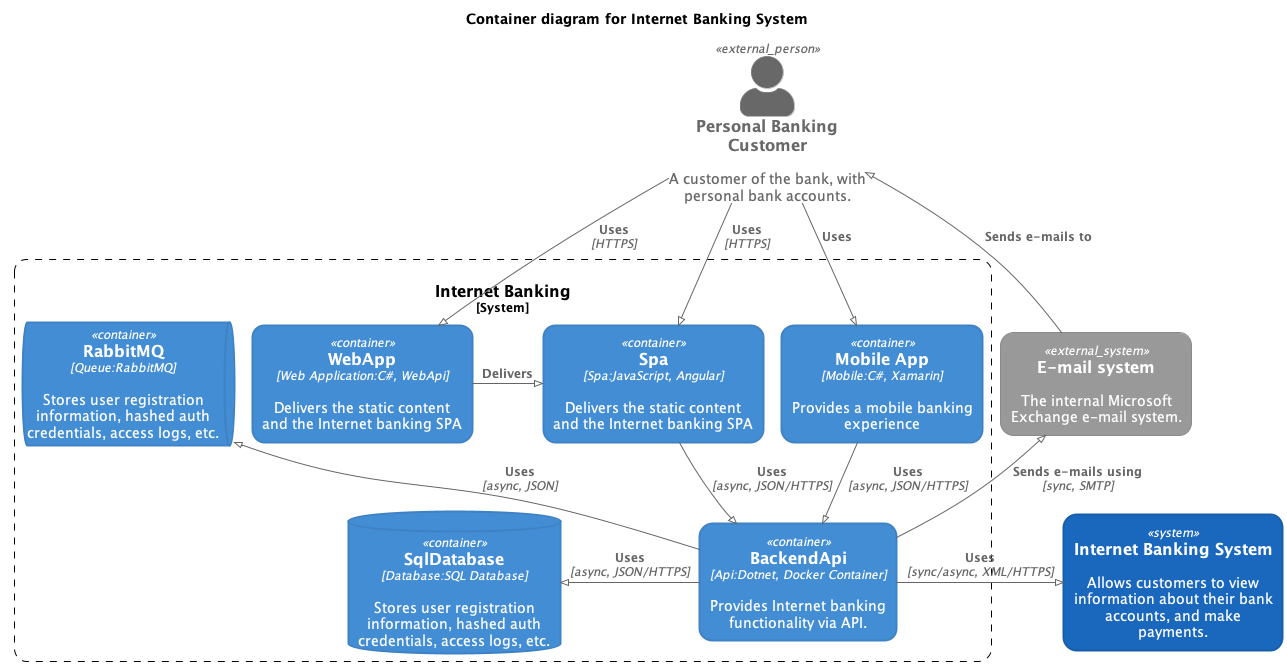 Container diagram for Internet Banking System
«external_person»
Personal Banking
Customer
A customer of the bank, with
personal bank accounts.
Uses
[HTTPS]
Uses
[HTTPS]
Uses
Sends e-mails to
Internet Banking
[System]
«container»
RabbitMQ
[Queue:RabbitMQ]
Stores user registration
information, hashed auth
credentials, access logs, etc.
«container»
WebApp
[Web Application:C#, WebApi]
Delivers the static content
and the Internet banking SPA
Delivers
«container»
Spa
[Spa:JavaScript, Angular]
Delivers the static content
and the Internet banking SPA
«container»
Mobile App
[Mobile:C#, Xamarin]
Provides a mobile banking
experience
«external_system»
E-mail system
The internal Microsoft
Exchange e-mail system.
Uses
[async, JSON]
Uses
[async, JSON/HTTPS]
Uses
[async, JSON/HTTPS]
Sends e-mails using
[sync, SMTP]
«container»
SqlDatabase
[Database:SQL Database]
Stores user registration
information, hashed auth
credentials, access logs, etc.
Uses
[async, JSON/HTTPS]
«container»
BackendApi
[Api:Dotnet, Docker Container]
Provides Internet banking
functionality via API.
Uses
[sync/async, XML/HTTPS]
«system»
Internet Banking System
Allows customers to view
information about their bank
accounts, and make
payments.